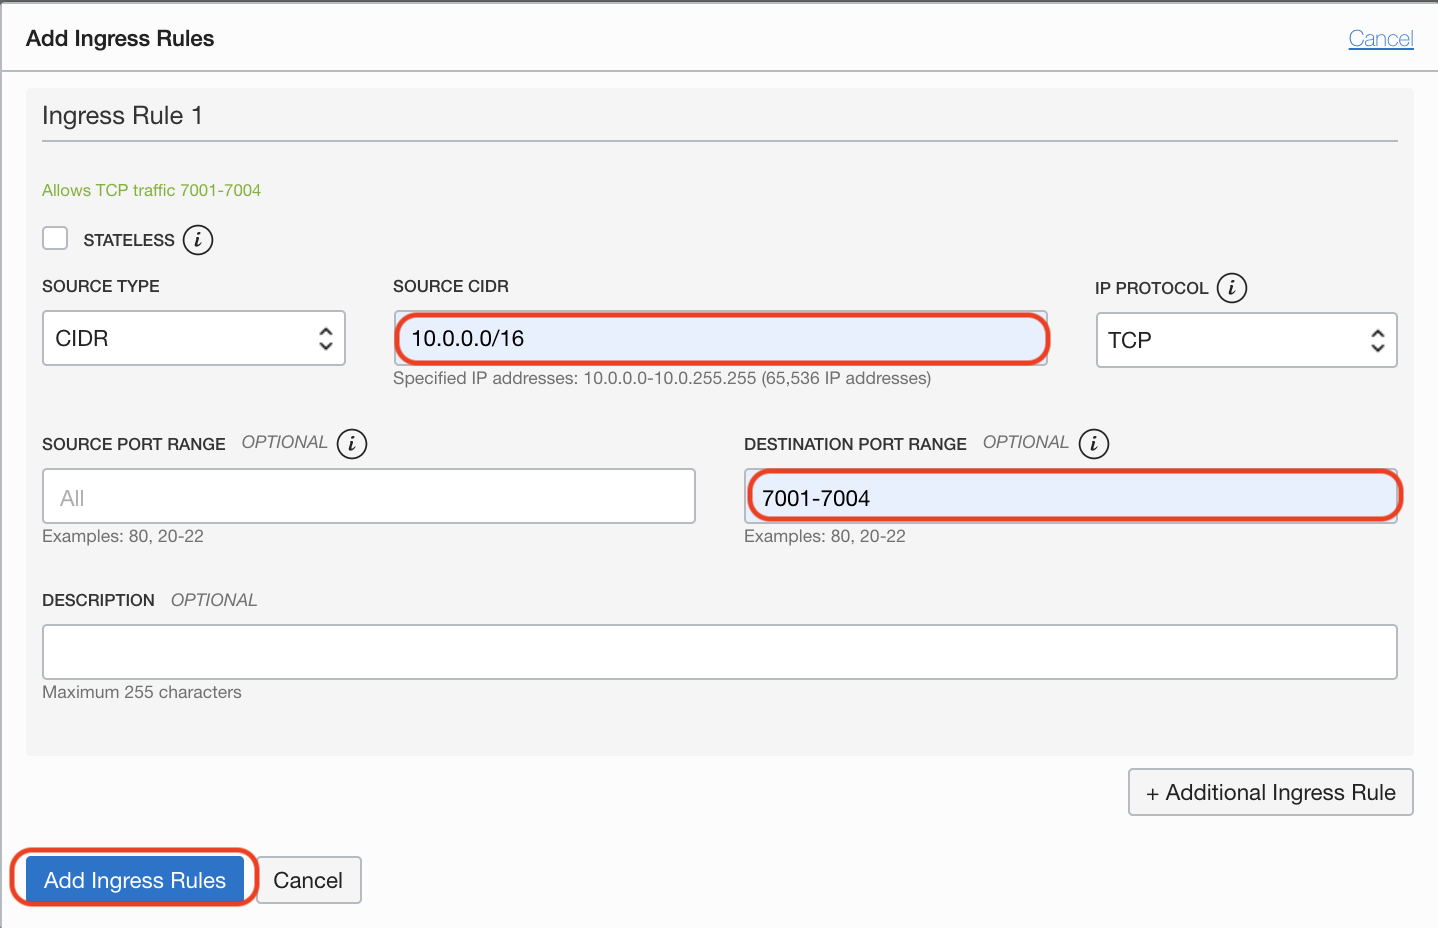 Add Ingress Rules
Cancel
Ingress Rule 1
Allows TCP traffic 7001-7004
STATELESS i
SOURCE TYPE
SOURCE CIDR
IP PROTOCOL i
CIDR
10.0.0.0/16
TCP
Specified IP addresses: 10.0.0.0-10.0.255.255 (65,536 IP addresses)
SOURCE PORT RANGE OPTIONAL i
DESTINATION PORT RANGE OPTIONAL i
All
7001-7004
Examples: 80, 20-22
Examples: 80, 20-22
DESCRIPTION OPTIONAL
Maximum 255 characters
+ Additional Ingress Rule
Add Ingress Rules
Cancel